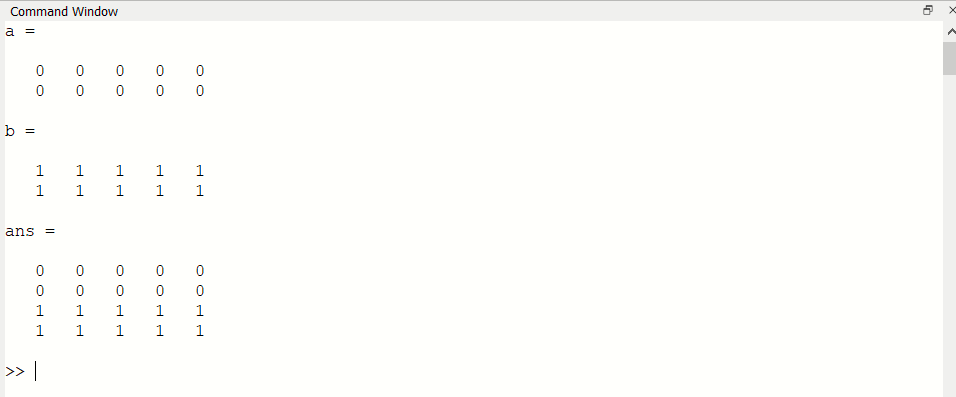 Command Window
a =
0 0 0 0 0
0 0 0 0 0
b =
1 1 1 1 1
1 1 1 1 1
ans =
0 0 0 0 0
0 0 0 0 0
1 1 1 1 1
1 1 1 1 1
>>